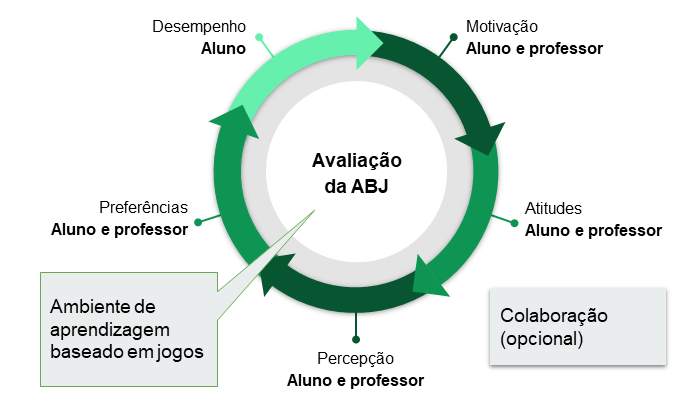 Desempenho
Aluno
Motivação
Aluno e professor
Avaliação
da ABJ
Preferências
Aluno e professor
Atitudes
Aluno e professor
Ambiente de
aprendizagem
baseado em jogos
Colaboração
(opcional)
Percepção
Aluno e professor